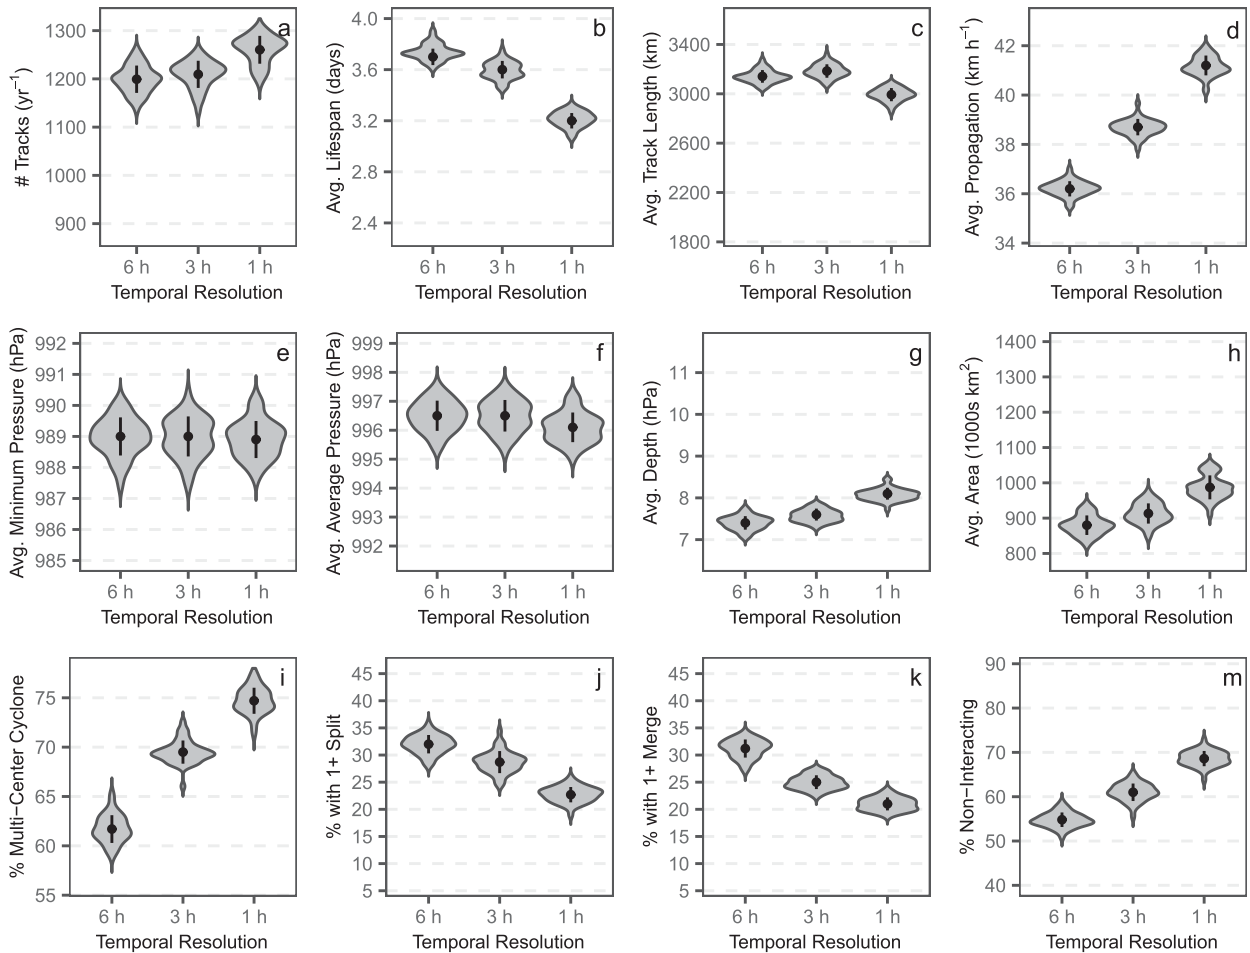 # Tracks (yr⁻¹)
1300
1200
1100
1000
900
a
6 h 3 h 1 h
Temporal Resolution
Avg. Lifespan (days)
4.0
3.6
3.2
2.8
2.4
b
6 h 3 h 1 h
Temporal Resolution
Avg. Track Length (km)
3400
3000
2600
2200
1800
c
6 h 3 h 1 h
Temporal Resolution
Avg. Propagation (km h⁻¹)
42
40
38
36
34
d
6 h 3 h 1 h
Temporal Resolution
Avg. Minimum Pressure (hPa)
992
991
990
989
988
987
986
985
e
6 h 3 h 1 h
Temporal Resolution
Avg. Average Pressure (hPa)
999
998
997
996
995
994
993
992
f
6 h 3 h 1 h
Temporal Resolution
Avg. Depth (hPa)
11
10
9
8
7
g
6 h 3 h 1 h
Temporal Resolution
Avg. Area (1000s km²)
1400
1300
1200
1100
1000
900
800
h
6 h 3 h 1 h
Temporal Resolution
% Multi−Center Cyclone
75
70
65
60
55
i
6 h 3 h 1 h
Temporal Resolution
% with 1+ Split
45
40
35
30
25
20
15
10
5
j
6 h 3 h 1 h
Temporal Resolution
% with 1+ Merge
45
40
35
30
25
20
15
10
5
k
6 h 3 h 1 h
Temporal Resolution
% Non−Interacting
90
80
70
60
50
40
m
6 h 3 h 1 h
Temporal Resolution